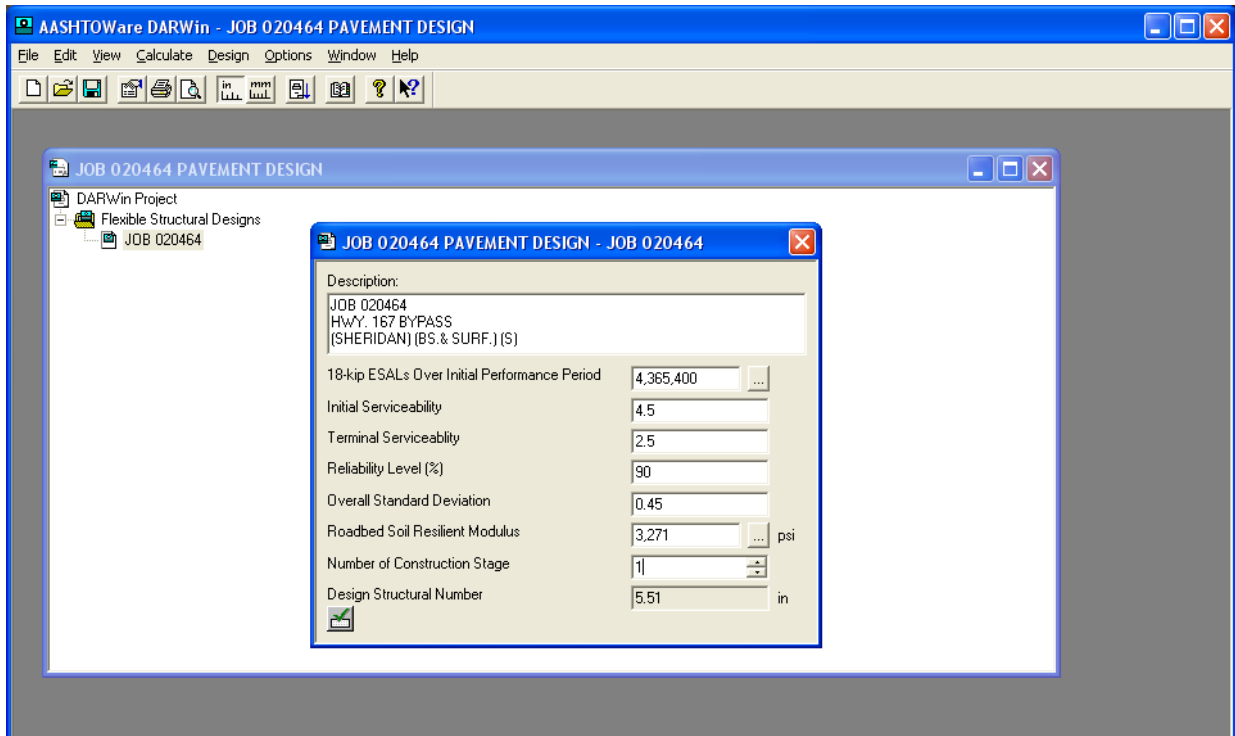 AASHTOWare DARWin - JOB 020464 PAVEMENT DESIGN
File Edit View Calculate Design Options Window Help
in mm
JOB 020464 PAVEMENT DESIGN
DARWin Project
Flexible Structural Designs
JOB 020464
JOB 020464 PAVEMENT DESIGN - JOB 020464
Description:
JOB 020464
HWY. 167 BYPASS
(SHERIDAN) (BS.& SURF.) (S)
18-kip ESALs Over Initial Performance Period 4,365,400 ...
Initial Serviceability 4.5
Terminal Serviceablity 2.5
Reliability Level (%) 90
Overall Standard Deviation 0.45
Roadbed Soil Resilient Modulus 3,271 ... psi
Number of Construction Stage 1
Design Structural Number 5.51 in